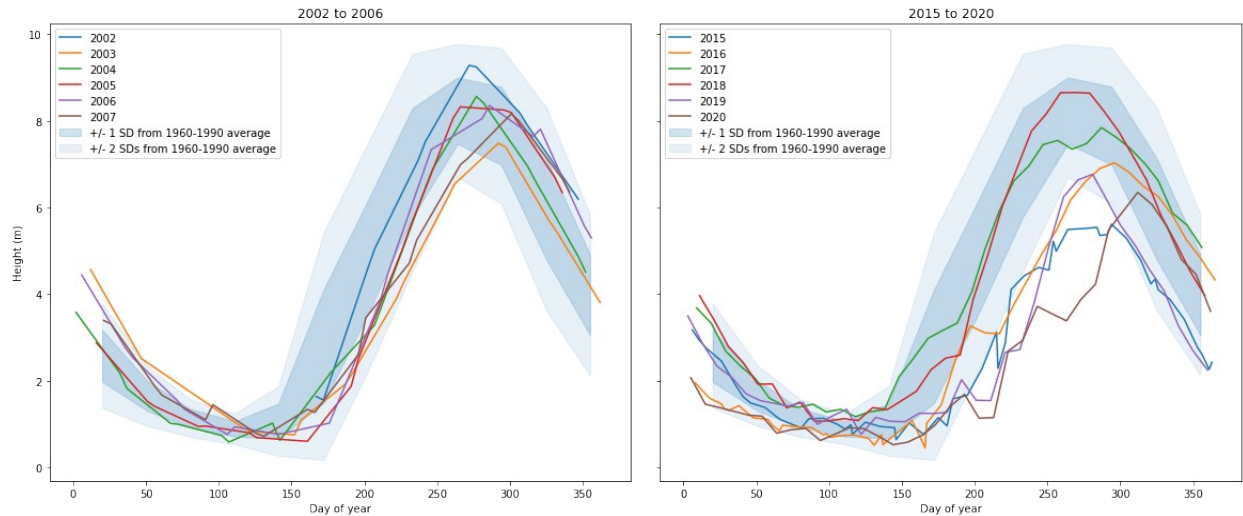 2002 to 2006
2002
2003
2004
2005
2006
2007
+/- 1 SD from 1960-1990 average
+/- 2 SDs from 1960-1990 average
Height (m)
10
8
6
4
2
0
0 50 100 150 200 250 300 350
Day of year
2015 to 2020
2015
2016
2017
2018
2019
2020
+/- 1 SD from 1960-1990 average
+/- 2 SDs from 1960-1990 average
0 50 100 150 200 250 300 350
Day of year